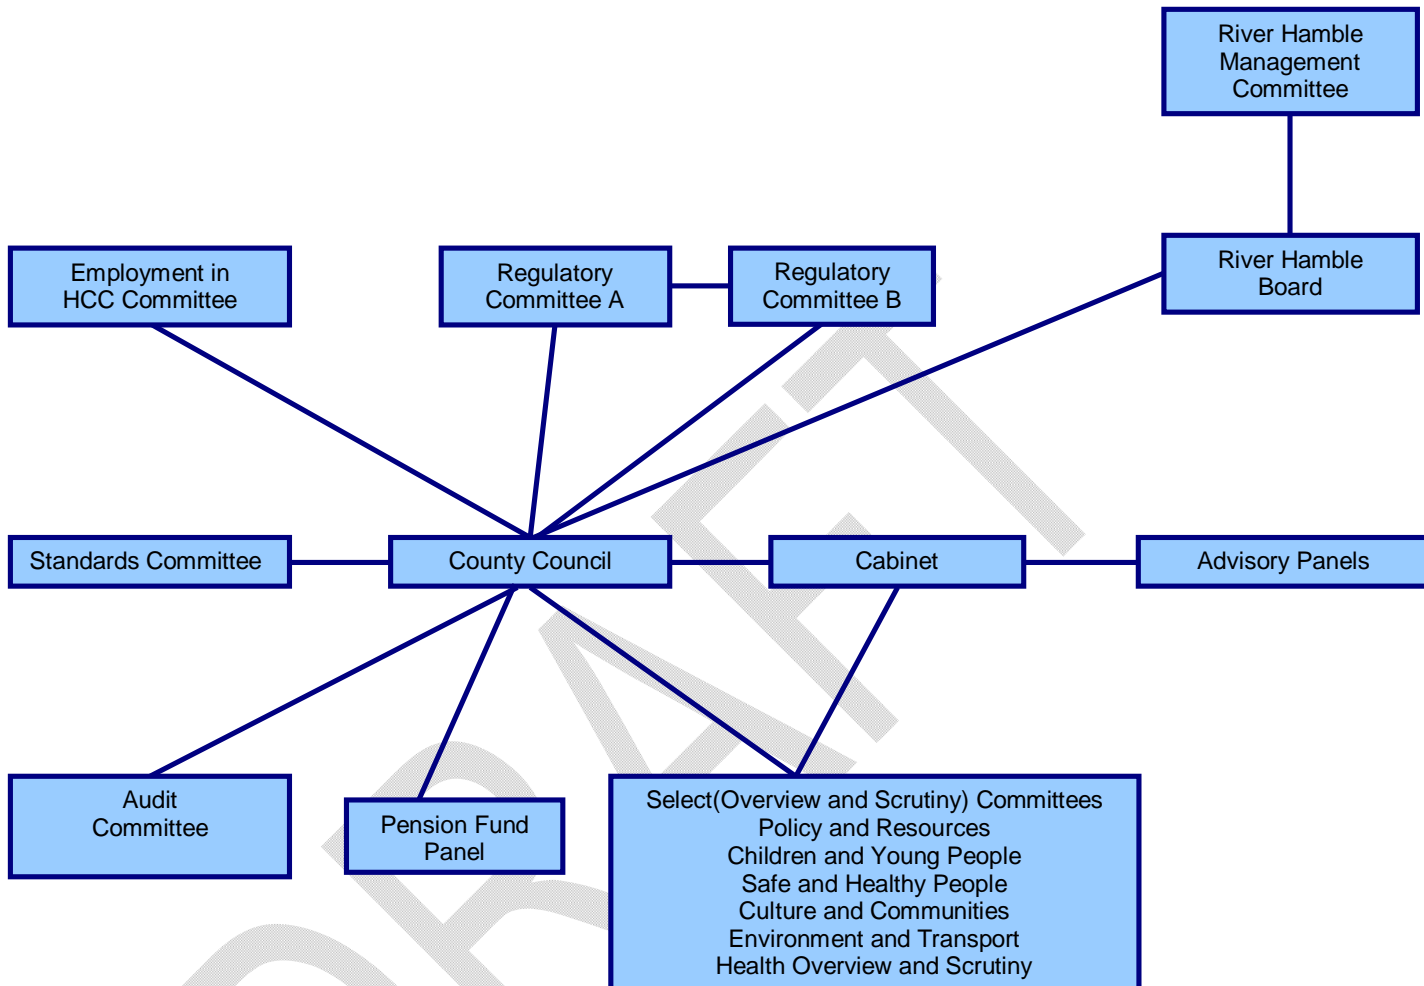 River Hamble
Management
Committee
Employment in
HCC Committee
Regulatory
Committee A
Regulatory
Committee B
River Hamble
Board
Standards Committee
County Council
Cabinet
Advisory Panels
Audit
Committee
Pension Fund
Panel
Select(Overview and Scrutiny) Committees
Policy and Resources
Children and Young People
Safe and Healthy People
Culture and Communities
Environment and Transport
Health Overview and Scrutiny
DRAFT